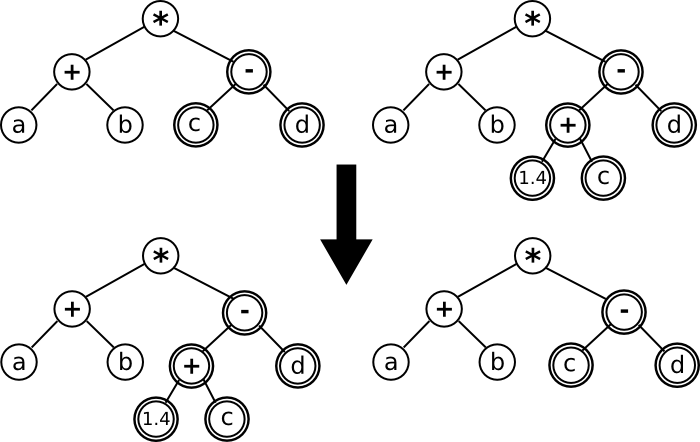 * *
+ - + -
a b c d a b + d
1.4 c
* *
+ - + -
a b + d a b c d
1.4 c